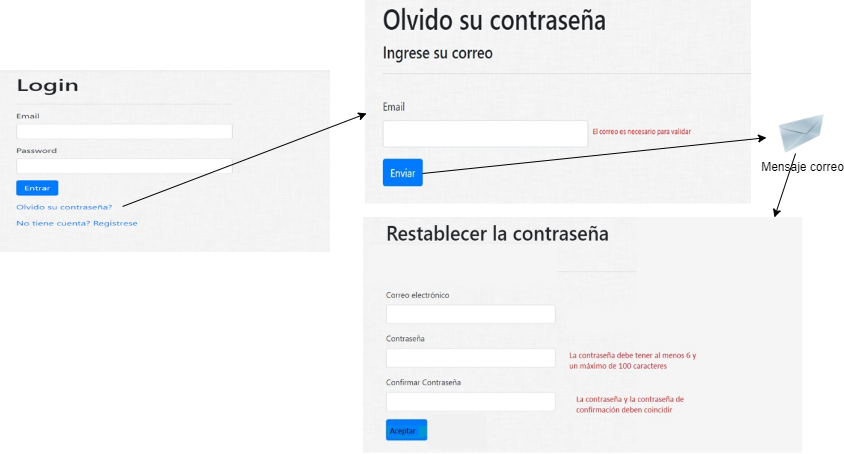 Login
Email
Password
Entrar
Olvido su contraseña?
No tiene cuenta? Registrese
Olvido su contraseña
Ingrese su correo
Email
El correo es necesario para validar
Enviar
Mensaje correo
Restablecer la contraseña
Correo electrónico
Contraseña
La contraseña debe tener al menos 6 y
un máximo de 100 caracteres
Confirmar Contraseña
La contraseña y la contraseña de
confirmación deben coincidir
Aceptar